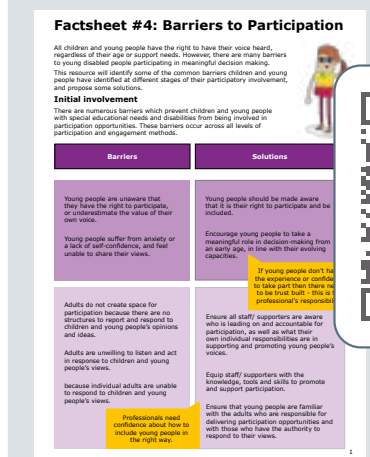 Factsheet #4: Barriers to Participation
All children and young people have the right to have their voice heard,
regardless of their age or support needs. However, there are many barriers
to young disabled people participating in meaningful decision making.
This resource will identify some of the common barriers children and young
people have identified at different stages of their participatory involvement,
and propose some solutions.
Initial involvement
There are numerous barriers which prevent children and young people
with special educational needs and disabilities from being involved in
participation opportunities. These barriers occur across all levels of
participation and engagement methods.
Barriers
Solutions
Young people are unaware that
they have the right to participate,
or underestimate the value of their
own voice.
Young people suffer from anxiety or
a lack of self-confidence, and feel
unable to share their views.
Young people should be made aware
that it is their right to participate and be
included.
Encourage young people to take a
meaningful role in decision-making from
an early age, in line with their evolving
capacities.
If young people don't
the experience or
to take part then there
to be trust built - this is
professional's
Adults do not create space for
participation because there are no
structures to report and respond to
children and young people's opinions
and ideas.
Adults are unwilling to listen and act
in response to children and young
people's views.
because individual adults are unable
to respond to children and young
people's views.
Professionals need
confidence about how to
include young people in
the right way.
Ensure all staff/ supporters are aware
who is leading on and accountable for
participation, as well as what their
own individual responsibilities are in
supporting and promoting young people's
voices.
Equip staff/ supporters with the
knowledge, tools and skills to promote
and support participation.
Ensure that young people are familiar
with the adults who are responsible for
delivering participation opportunities and
with those who have the authority to
respond to their views.
1